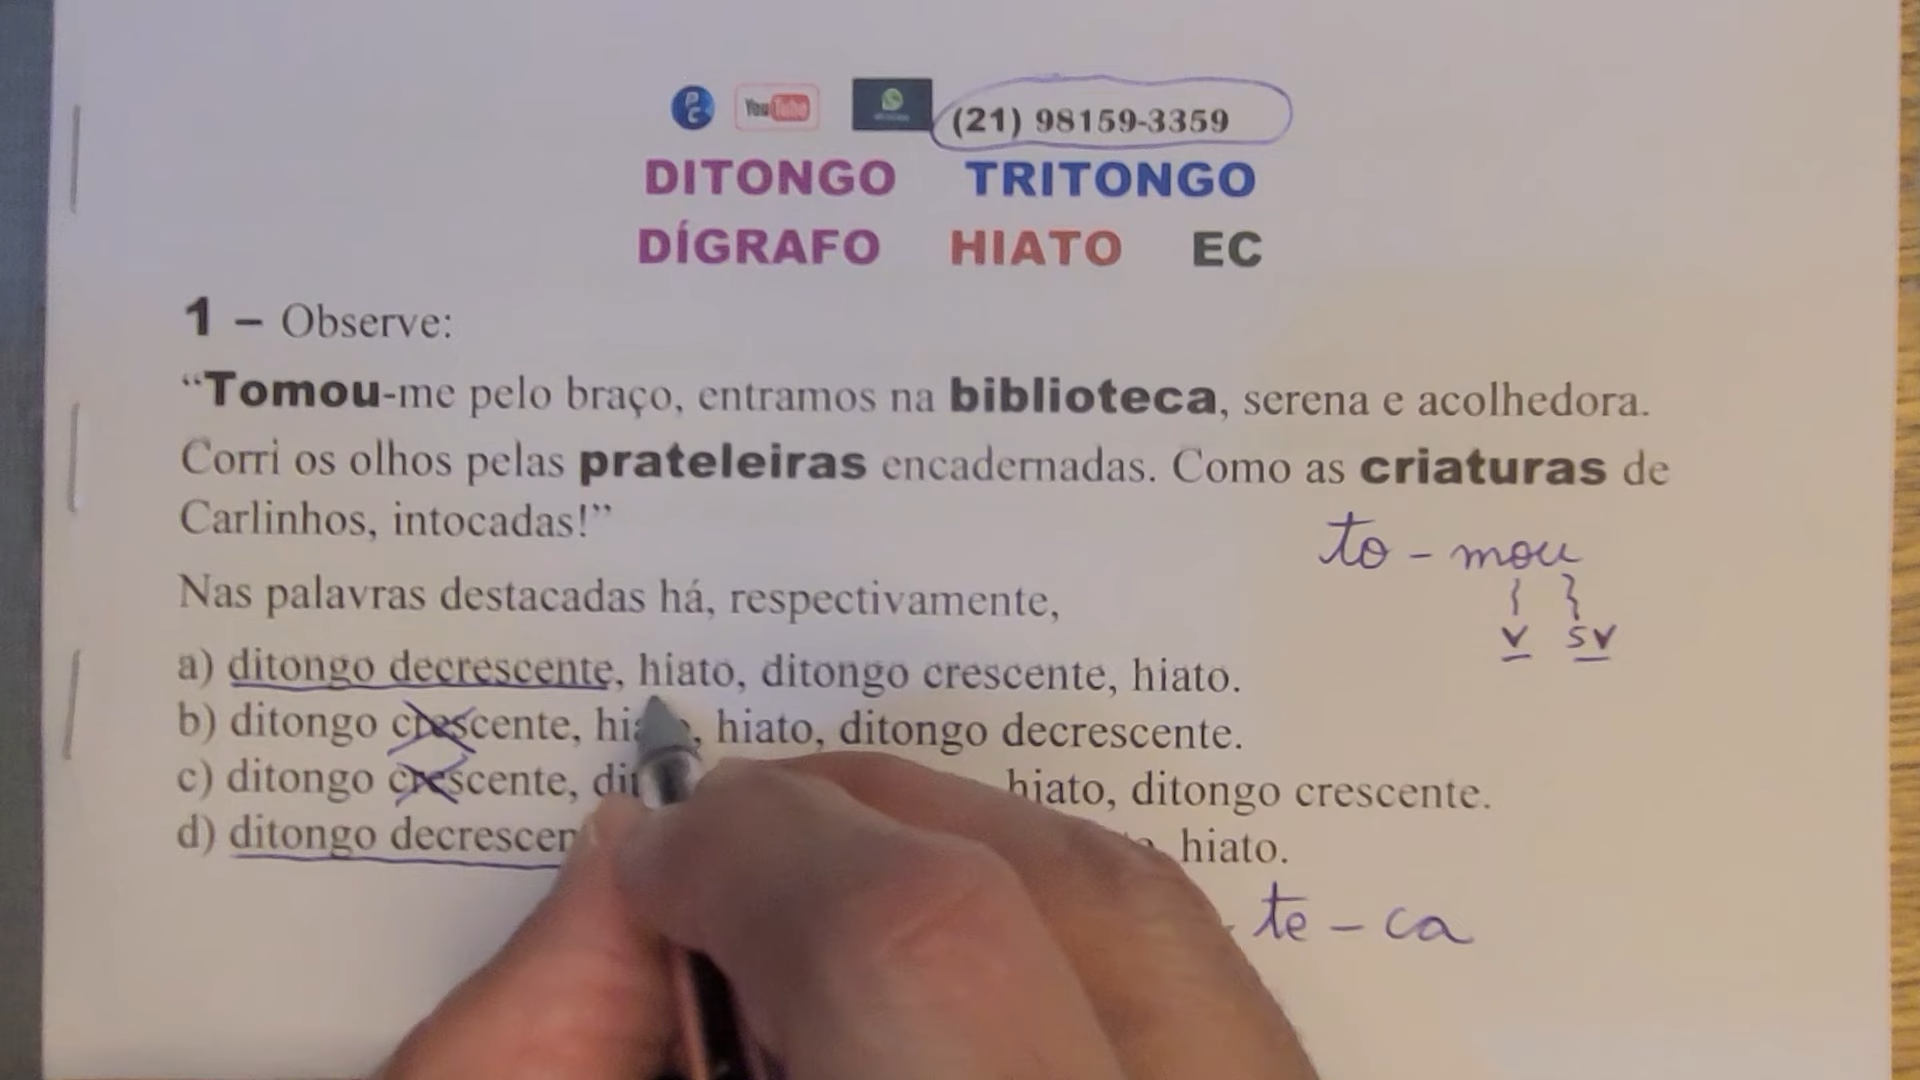 PC YouTube (21) 98159-3359
DITONGO TRITONGO
DÍGRAFO HIATO EC
1 – Observe:
“Tomou-me pelo braço, entramos na biblioteca, serena e acolhedora.
Corri os olhos pelas prateleiras encadernadas. Como as criaturas de
Carlinhos, intocadas!”
to - mou
Nas palavras destacadas há, respectivamente,
v sv
a) ditongo decrescente, hiato, ditongo crescente, hiato.
b) ditongo crescente, hiato, hiato, ditongo decrescente.
c) ditongo crescente, hiato, ditongo crescente.
d) ditongo hiato.
te - ca